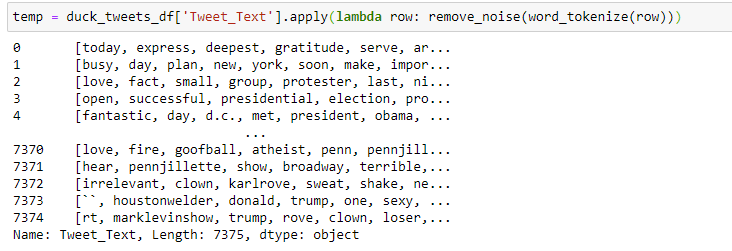 temp = duck_tweets_df['Tweet_Text'].apply(lambda row: remove_noise(word_tokenize(row)))
0 [today, express, deepest, gratitude, serve, ar...
1 [busy, day, plan, new, york, soon, make, impor...
2 [love, fact, small, group, protester, last, ni...
3 [open, successful, presidential, election, pro...
4 [fantastic, day, d.c., met, president, obama, ...
...
7370 [love, fire, goofball, atheist, penn, pennjill...
7371 [hear, pennjillette, show, broadway, terrible,...
7372 [irrelevant, clown, karlrove, sweat, shake, ne...
7373 [``, houstonwelder, donald, trump, one, sexy, ...
7374 [rt, marklevinshow, trump, rove, clown, loser,...
Name: Tweet_Text, Length: 7375, dtype: object